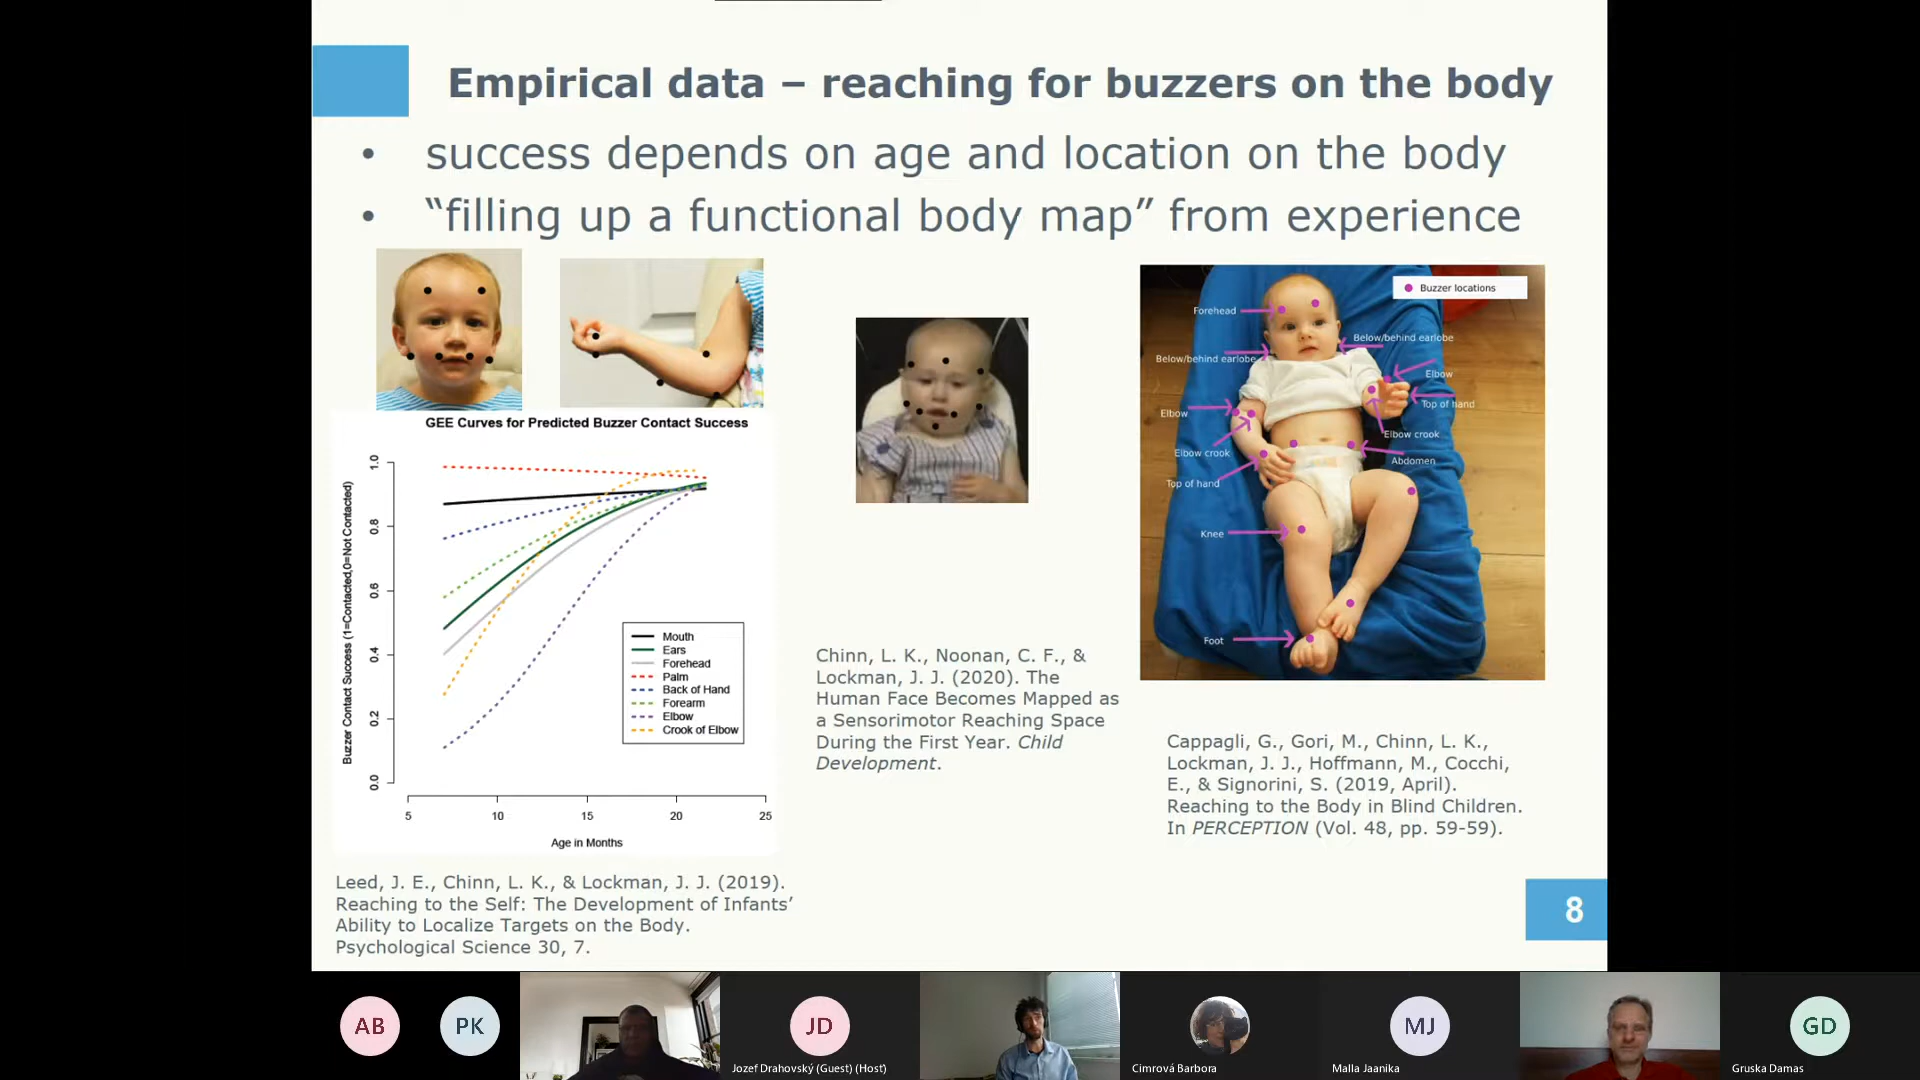 Empirical data – reaching for buzzers on the body
• success depends on age and location on the body
• “filling up a functional body map” from experience
GEE Curves for Predicted Buzzer Contact Success
Buzzer Contact Success (1=Contacted,0=Not Contacted)
1.0
0.8
0.6
0.4
0.2
0.0
5
10
15
20
25
Age in Months
Mouth
Ears
Forehead
Palm
Back of Hand
Forearm
Elbow
Crook of Elbow
Leed, J. E., Chinn, L. K., & Lockman, J. J. (2019).
Reaching to the Self: The Development of Infants’
Ability to Localize Targets on the Body.
Psychological Science 30, 7.
Chinn, L. K., Noonan, C. F., &
Lockman, J. J. (2020). The
Human Face Becomes Mapped as
a Sensorimotor Reaching Space
During the First Year. Child
Development.
Buzzer locations
Forehead
Below/behind earlobe
Below/behind earlobe
Elbow
Top of hand
Elbow
Elbow crook
Elbow crook
Abdomen
Top of hand
Knee
Foot
Cappagli, G., Gori, M., Chinn, L. K.,
Lockman, J. J., Hoffmann, M., Cocchi,
E., & Signorini, S. (2019, April).
Reaching to the Body in Blind Children.
In PERCEPTION (Vol. 48, pp. 59-59).
8
AB
PK
JD
Jozef Drahovský (Guest) (Host)
Cimrová Barbora
MJ
Malla Jaanika
GD
Gruska Damas